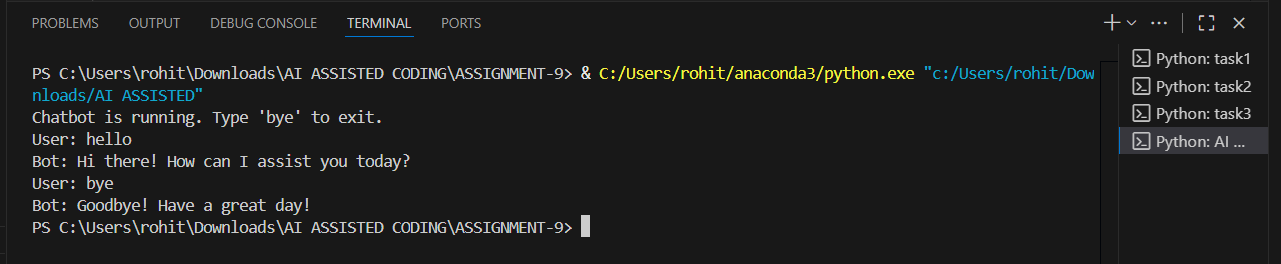 PROBLEMS OUTPUT DEBUG CONSOLE TERMINAL PORTS
PS C:\Users\rohit\Downloads\AI ASSISTED CODING\ASSIGNMENT-9> & C:/Users/rohit/anaconda3/python.exe "c:/Users/rohit/Dow
nloads/AI ASSISTED"
Chatbot is running. Type 'bye' to exit.
User: hello
Bot: Hi there! How can I assist you today?
User: bye
Bot: Goodbye! Have a great day!
PS C:\Users\rohit\Downloads\AI ASSISTED CODING\ASSIGNMENT-9>
Python: task1
Python: task2
Python: task3
Python: AI ...